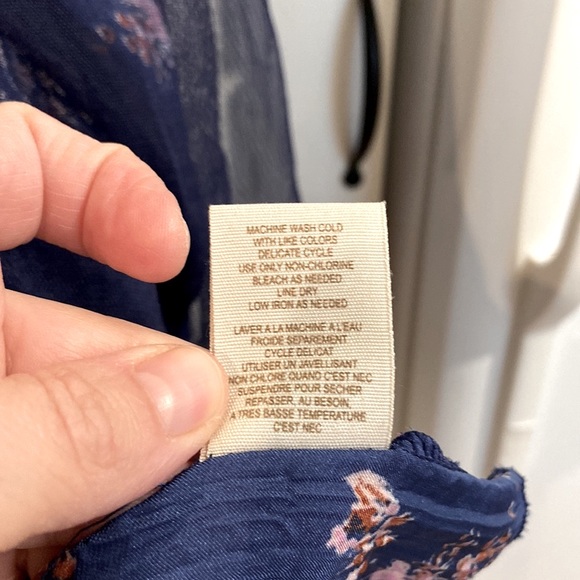 MACHINE WASH COLD
WITH LIKE COLORS
DELICATE CYCLE
USE ONLY NON-CHLORINE
BLEACH AS NEEDED
LINE DRY
LOW IRON AS NEEDED
LAVER A LA MACHINE A L'EAU
FROIDE SEPAREMENT
CYCLE DELICAT
UTILISER UN JAVELLISANT
NON CHLORE QUAND C'EST NEC
SUSPENDRE POUR SECHER
REPASSER, AU BESOIN,
A TRES BASSE TEMPERATURE
C'EST NEC